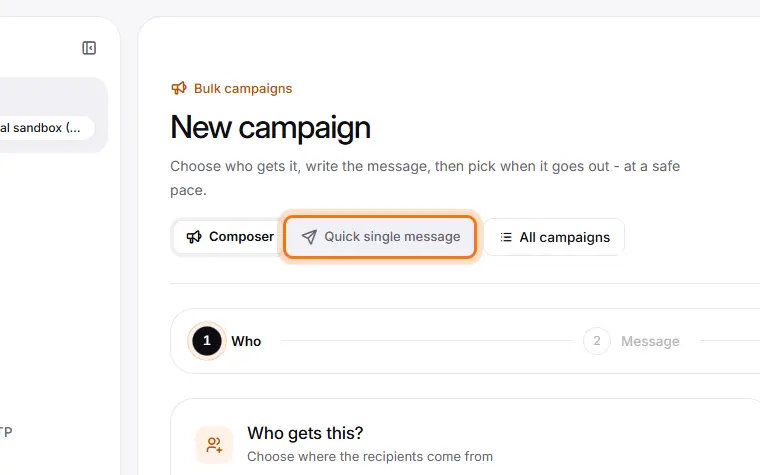 al sandbox (...
TP
Bulk campaigns
New campaign
Choose who gets it, write the message, then pick when it goes out - at a safe
pace.
Composer
Quick single message
All campaigns
1 Who
2 Message
Who gets this?
Choose where the recipients come from